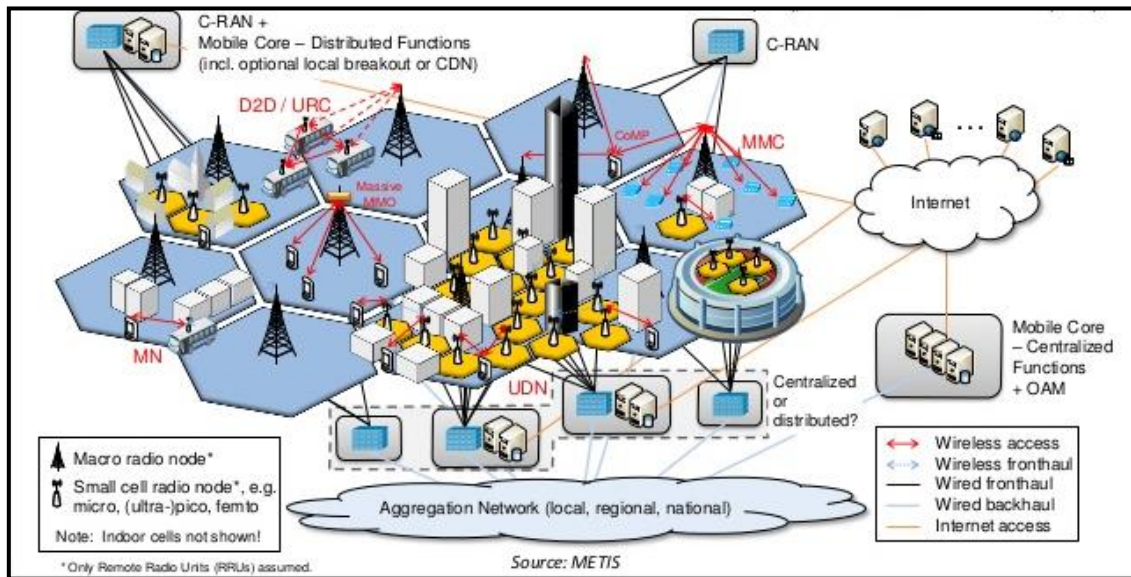 C-RAN +
Mobile Core – Distributed Functions
(incl. optional local breakout or CDN)
C-RAN
D2D / URC
CoMP
MMC
Massive
MMO
Internet
MN
UDN
Mobile Core
– Centralized
Functions
+ OAM
Centralized
or
distributed?
Macro radio node*
Small cell radio node*, e.g.
micro, (ultra-)pico, femto
Note: Indoor cells not shown!
Aggregation Network (local, regional, national)
Wireless access
Wireless fronthaul
Wired fronthaul
Wired backhaul
Internet access
* Only Remote Radio Units (RRUs) assumed.
Source: METIS